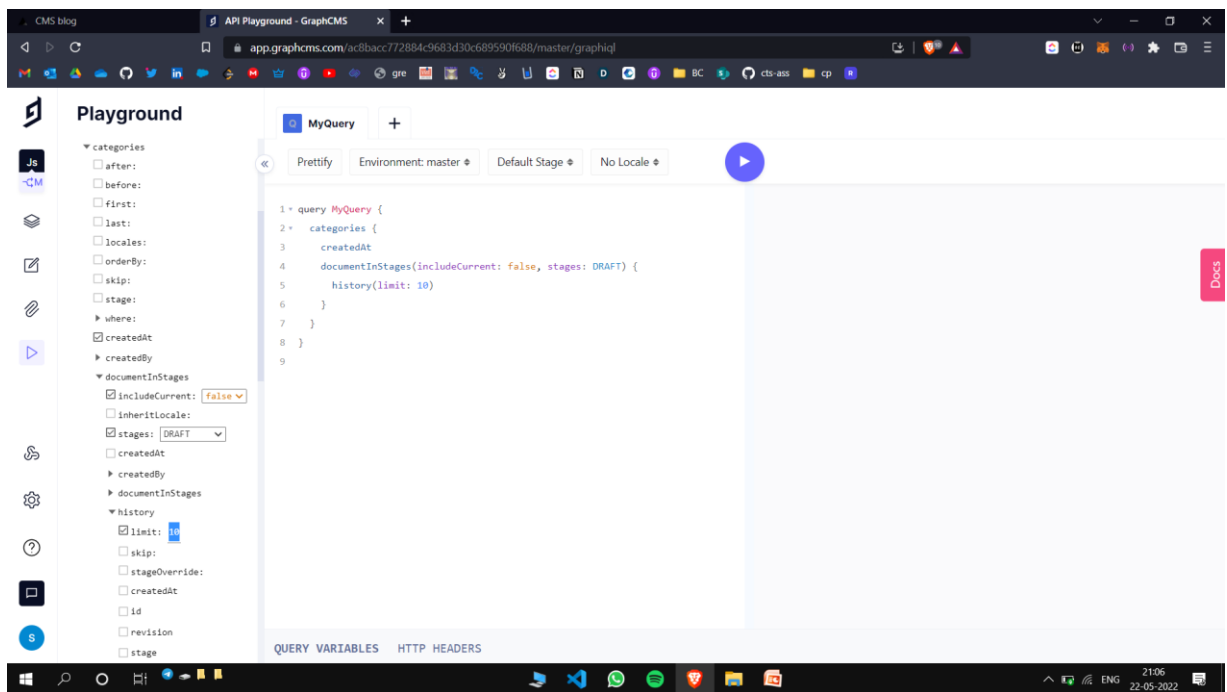 CMS blog
API Playground - GraphCMS
app.graphcms.com/ac8bacc772884c9683d30c689590f688/master/graphiql
gre
BC
cts-ass
cp
Playground
MyQuery
Js
M
Prettify
Environment: master
Default Stage
No Locale
categories
after:
before:
first:
last:
locales:
orderBy:
skip:
stage:
where:
createdAt
createdBy
documentInStages
includeCurrent: false
inheritLocale:
stages: DRAFT
createdAt
createdBy
documentInStages
history
limit: 10
skip:
stageOverride:
createdAt
id
revision
stage
1 query MyQuery {
2 categories {
3 createdAt
4 documentInStages(includeCurrent: false, stages: DRAFT) {
5 history(limit: 10)
6 }
7 }
8 }
9
Docs
S
QUERY VARIABLES HTTP HEADERS
ENG
21:06
22-05-2022